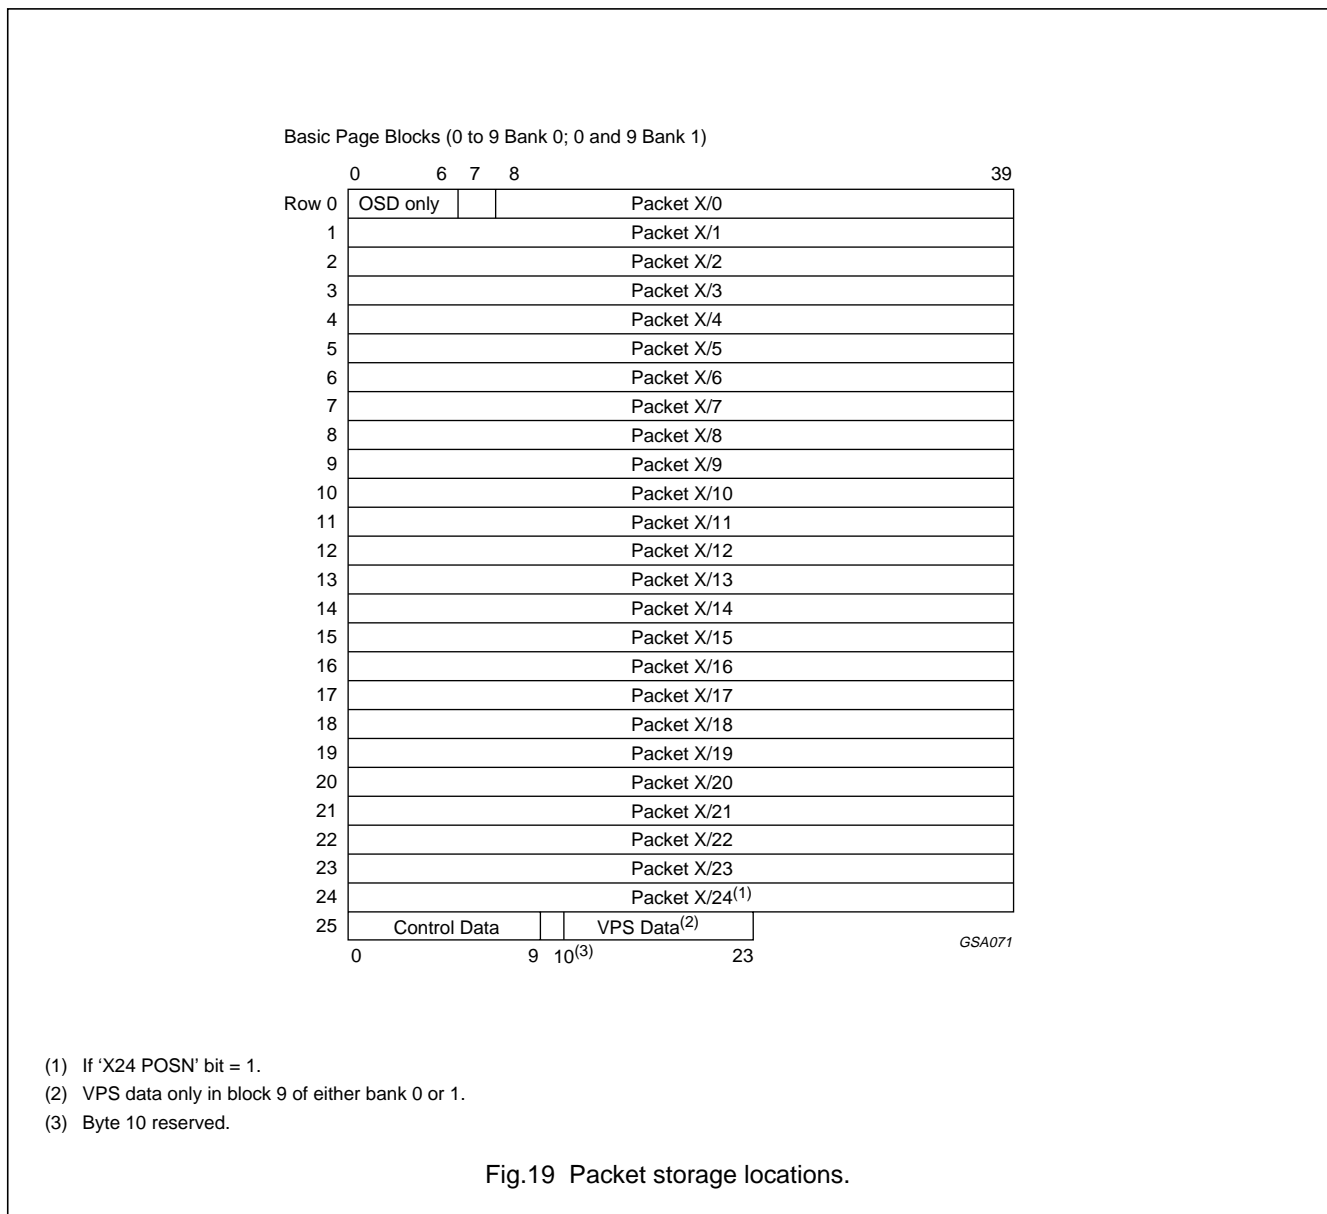 Basic Page Blocks (0 to 9 Bank 0; 0 and 9 Bank 1)
0 6 7 8 39
Row 0 OSD only Packet X/0
1 Packet X/1
2 Packet X/2
3 Packet X/3
4 Packet X/4
5 Packet X/5
6 Packet X/6
7 Packet X/7
8 Packet X/8
9 Packet X/9
10 Packet X/10
11 Packet X/11
12 Packet X/12
13 Packet X/13
14 Packet X/14
15 Packet X/15
16 Packet X/16
17 Packet X/17
18 Packet X/18
19 Packet X/19
20 Packet X/20
21 Packet X/21
22 Packet X/22
23 Packet X/23
24 Packet X/24(1)
25 Control Data VPS Data(2)
GSA071
0 9 10(3) 23
(1) If ‘X24 POSN’ bit = 1.
(2) VPS data only in block 9 of either bank 0 or 1.
(3) Byte 10 reserved.
Fig.19 Packet storage locations.